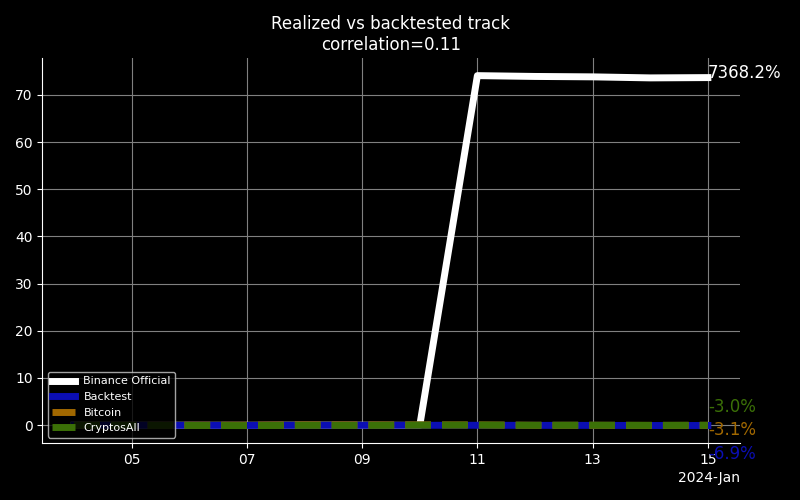 Realized vs backtested track
correlation=0.11
7368.2%
70
60
50
40
30
20
10
0
Binance Official
Backtest
Bitcoin
CryptosAll
-3.0%
-3.1%
-6.9%
05
07
09
11
13
15
2024-Jan